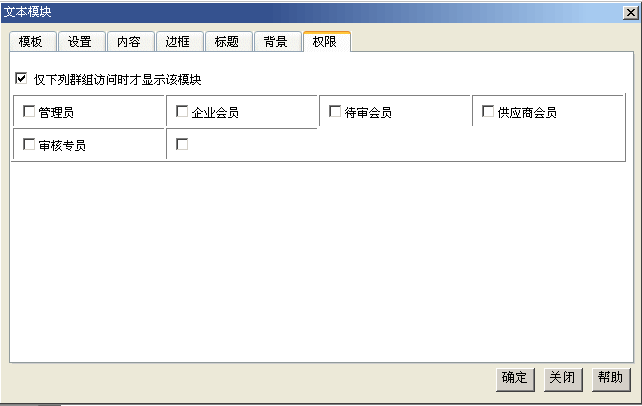 文本模块
模板 设置 内容 边框 标题 背景 权限
仅下列群组访问时才显示该模块
管理员 企业会员 待审会员 供应商会员
审核专员
确定 关闭 帮助